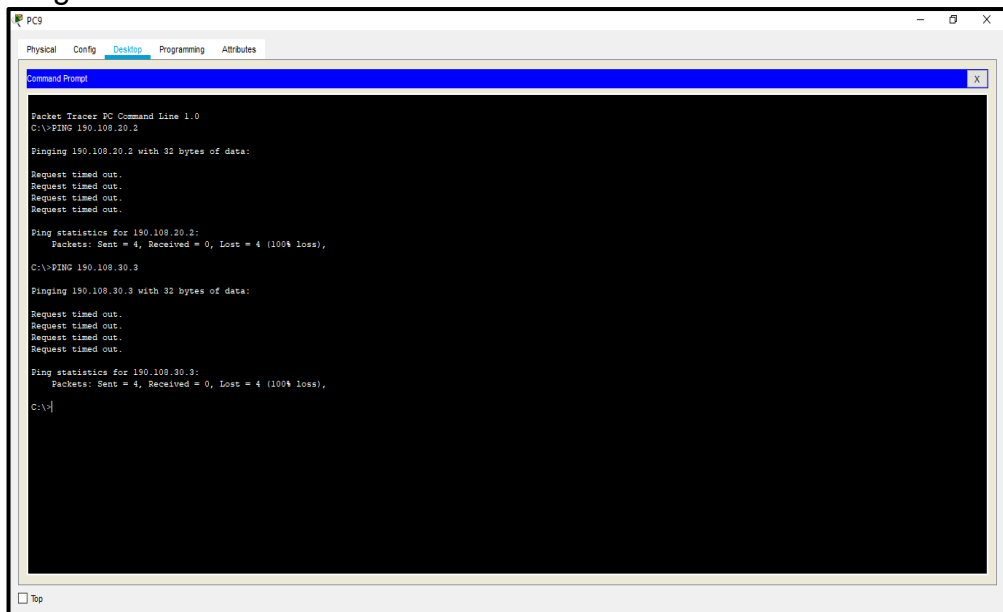 PC9
Physical Config Desktop Programming Attributes
Command Prompt
X
Packet Tracer PC Command Line 1.0
C:\>PING 190.108.20.2
Pinging 190.108.20.2 with 32 bytes of data:
Request timed out.
Request timed out.
Request timed out.
Request timed out.
Ping statistics for 190.108.20.2:
Packets: Sent = 4, Received = 0, Lost = 4 (100% loss),
C:\>PING 190.108.30.3
Pinging 190.108.30.3 with 32 bytes of data:
Request timed out.
Request timed out.
Request timed out.
Request timed out.
Ping statistics for 190.108.30.3:
Packets: Sent = 4, Received = 0, Lost = 4 (100% loss),
C:\>
Top